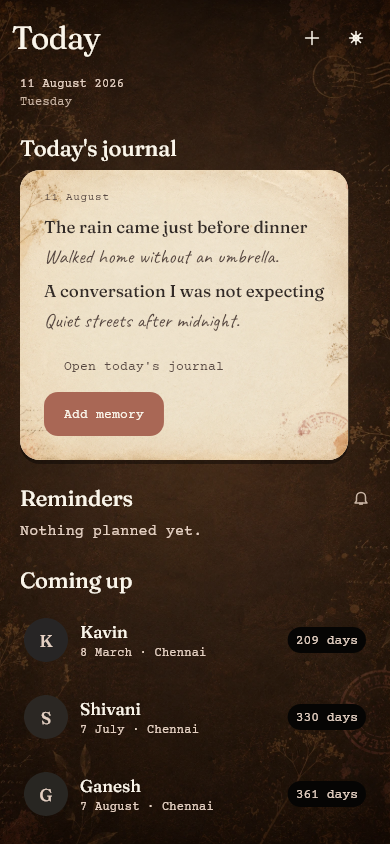 Today
11 August 2026
Tuesday
Today's journal
11 August
The rain came just before dinner
Walked home without an umbrella.
A conversation I was not expecting
Quiet streets after midnight.
Open today's journal
Add memory
Reminders
Nothing planned yet.
Coming up
K
Kavin
8 March · Chennai
209 days
S
Shivani
7 July · Chennai
330 days
G
Ganesh
7 August · Chennai
361 days